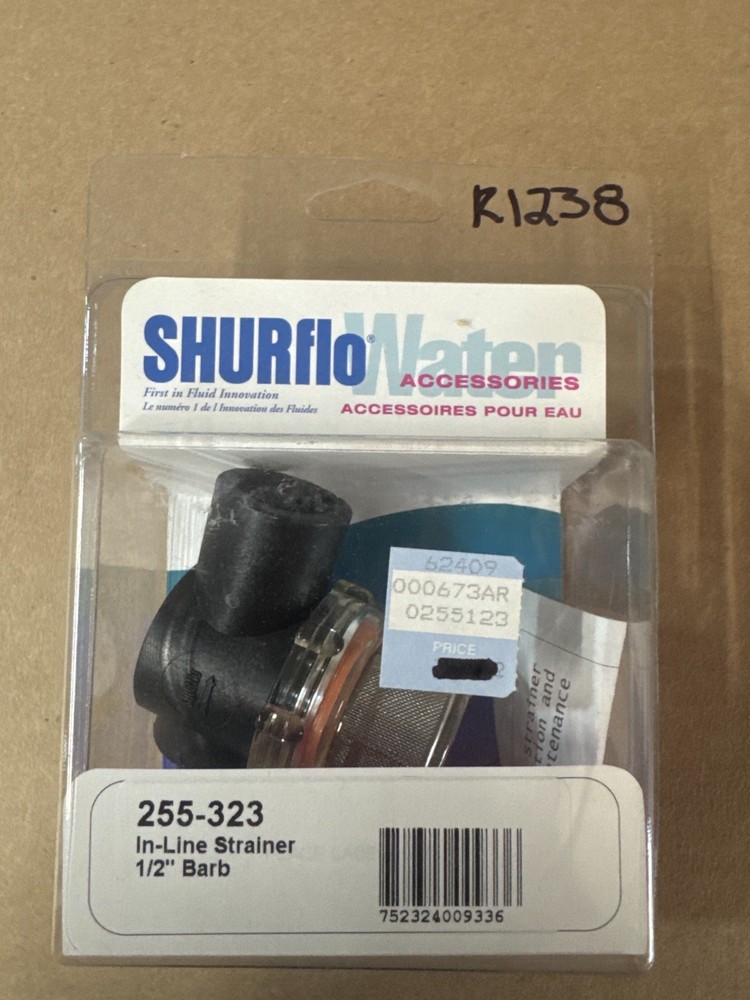 R1238
SHURflo® Water
ACCESSORIES
First in Fluid Innovation
Le numéro 1 de l'Innovation des Fluides
ACCESSOIRES POUR EAU
62409
000673AR
0255123
PRICE
strainer
tion and
tenance
255-323
In-Line Strainer
1/2" Barb
752324009336